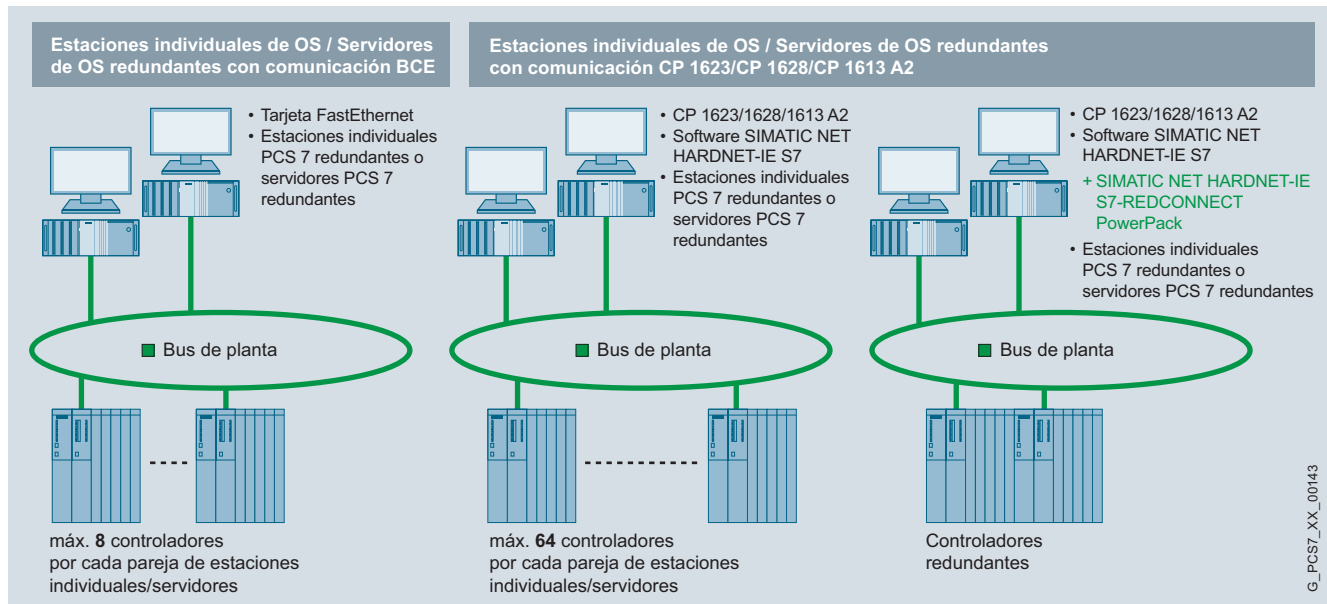 Estaciones individuales de OS / Servidores
de OS redundantes con comunicación BCE
Estaciones individuales de OS / Servidores de OS redundantes
con comunicación CP 1623/CP 1628/CP 1613 A2
• Tarjeta FastEthernet
• Estaciones individuales
PCS 7 redundantes o
servidores PCS 7
redundantes
Bus de planta
máx. 8 controladores
por cada pareja de estaciones
individuales/servidores
• CP 1623/1628/1613 A2
• Software SIMATIC NET
HARDNET-IE S7
• Estaciones individuales
PCS 7 redundantes o
servidores PCS 7
redundantes
Bus de planta
máx. 64 controladores
por cada pareja de estaciones
individuales/servidores
• CP 1623/1628/1613 A2
• Software SIMATIC NET
HARDNET-IE S7
+ SIMATIC NET HARDNET-IE
S7-REDCONNECT
PowerPack
• Estaciones individuales
PCS 7 redundantes o
servidores PCS 7 redundantes
Bus de planta
Controladores
redundantes
G_PCS7_XX_00143